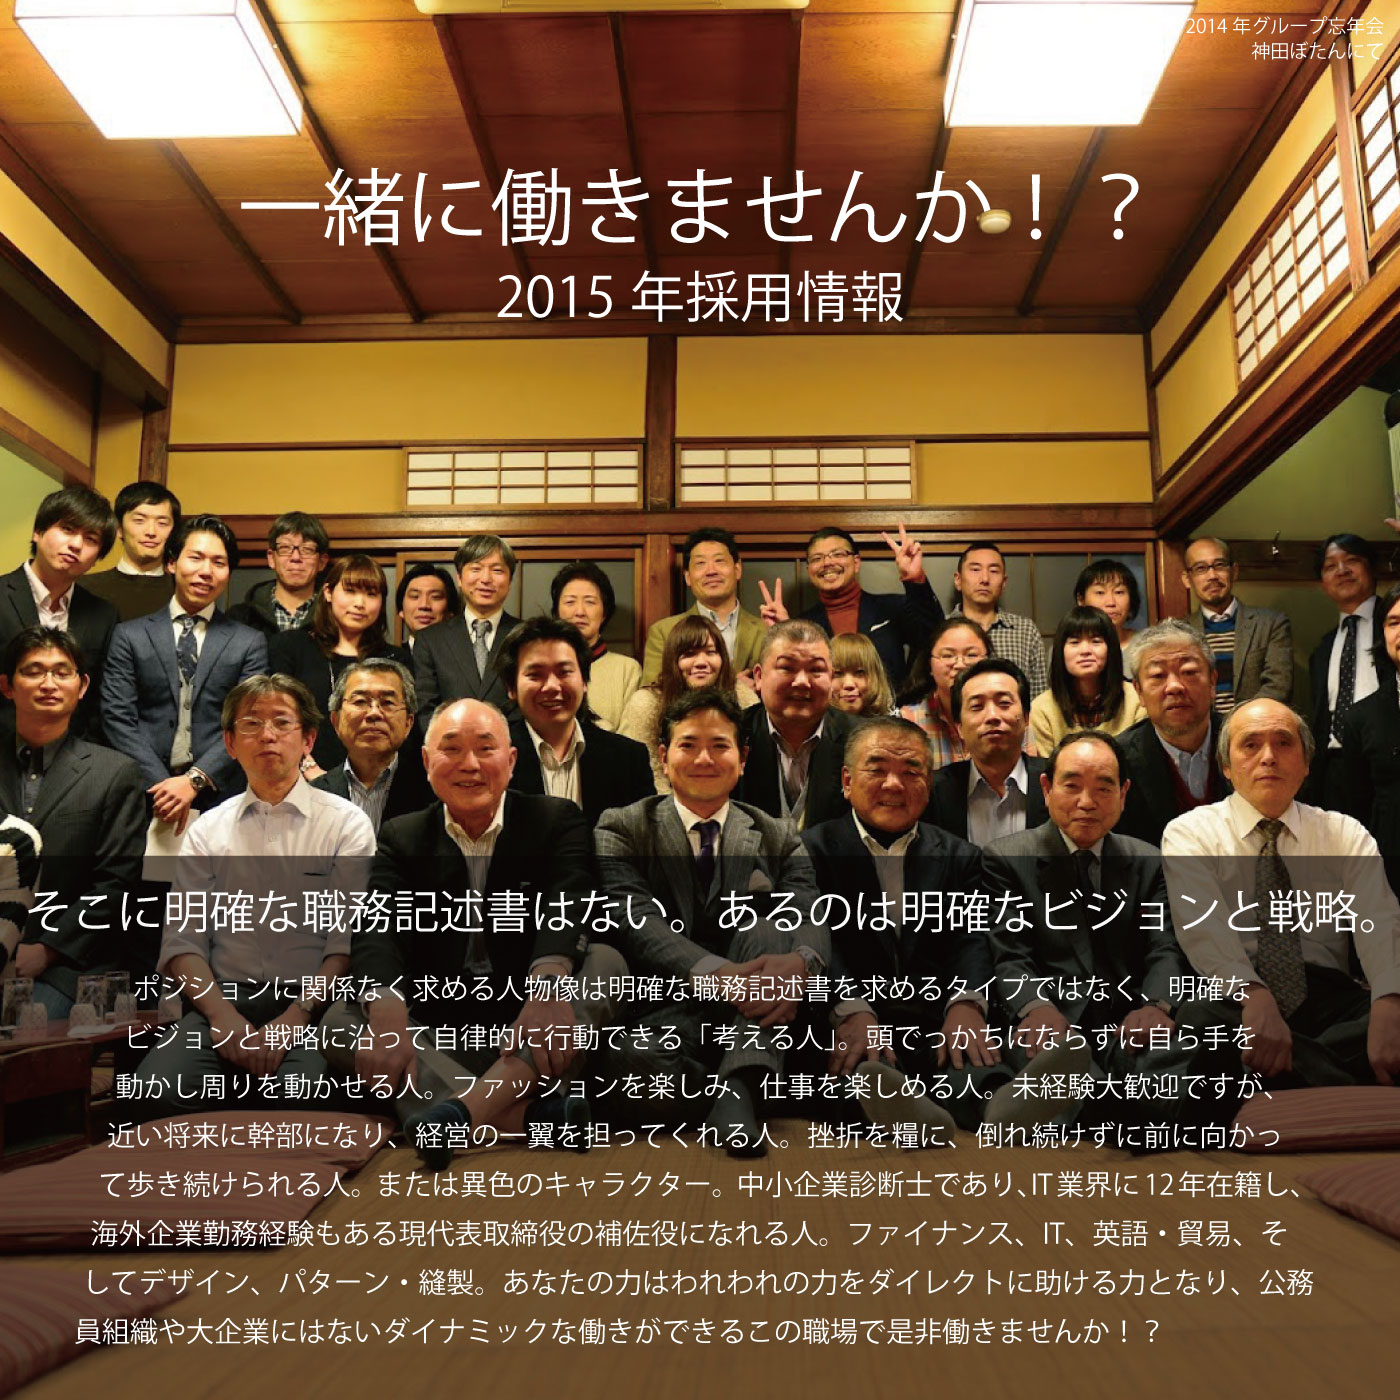 2014 年グループ忘年会
神田ぼたんにて
一緒に働きませんか！？
2015 年採用情報
そこに明確な職務記述書はない。あるのは明確なビジョンと戦略。
ポジションに関係なく求める人物像は明確な職務記述書を求めるタイプではなく、明確な
ビジョンと戦略に沿って自律的に行動できる「考える人」。頭でっかちにならずに自ら手を
動かし周りを動かせる人。ファッションを楽しみ、仕事を楽しめる人。未経験大歓迎ですが、
近い将来に幹部になり、経営の一翼を担ってくれる人。挫折を糧に、倒れ続けずに前に向かっ
て歩き続けられる人。または異色のキャラクター。中小企業診断士であり、IT 業界に 12 年在籍し、
海外企業勤務経験もある現代表取締役の補佐役になれる人。ファイナンス、IT、英語・貿易、そ
してデザイン、パターン・縫製。あなたの力はわれわれの力をダイレクトに助ける力となり、公務
員組織や大企業にはないダイナミックな働きができるこの職場で是非働きませんか！？